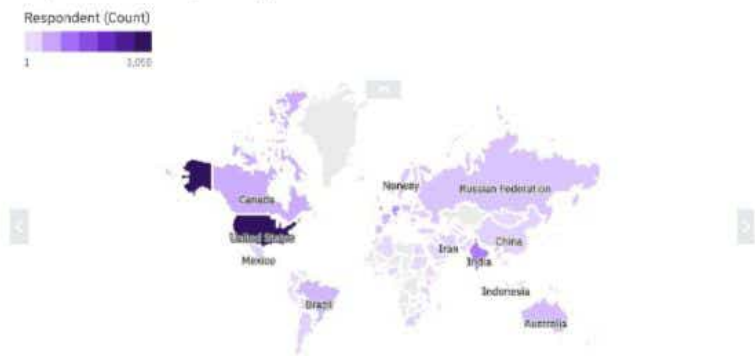 Respondent (Count)
1
Canada
United States
Mexico
Brazil
Norway
Russian Federation
Iran
China
India
Indonesia
Australia